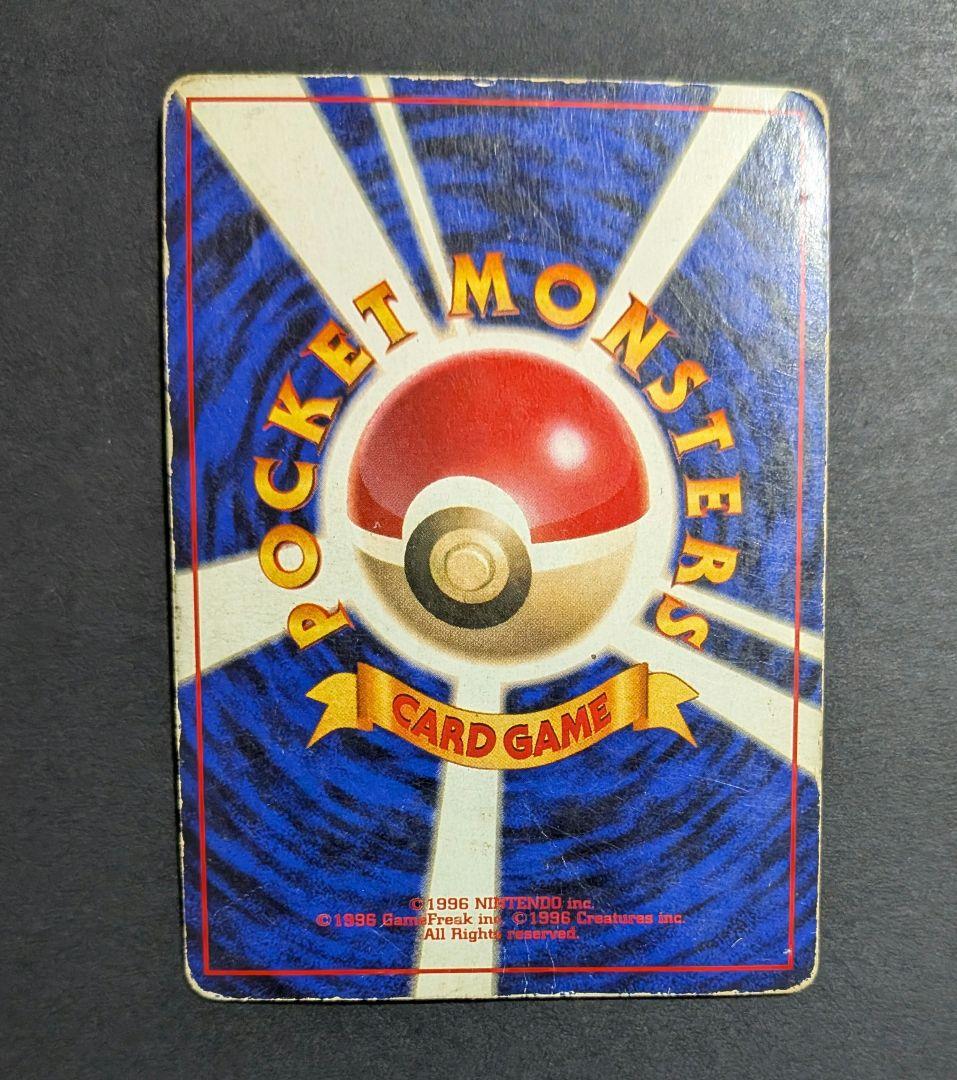 POCKET MONSTERS
CARD GAME
©1996 NINTENDO inc.
©1996 GameFreak inc. ©1996 Creatures inc.
All Rights reserved.